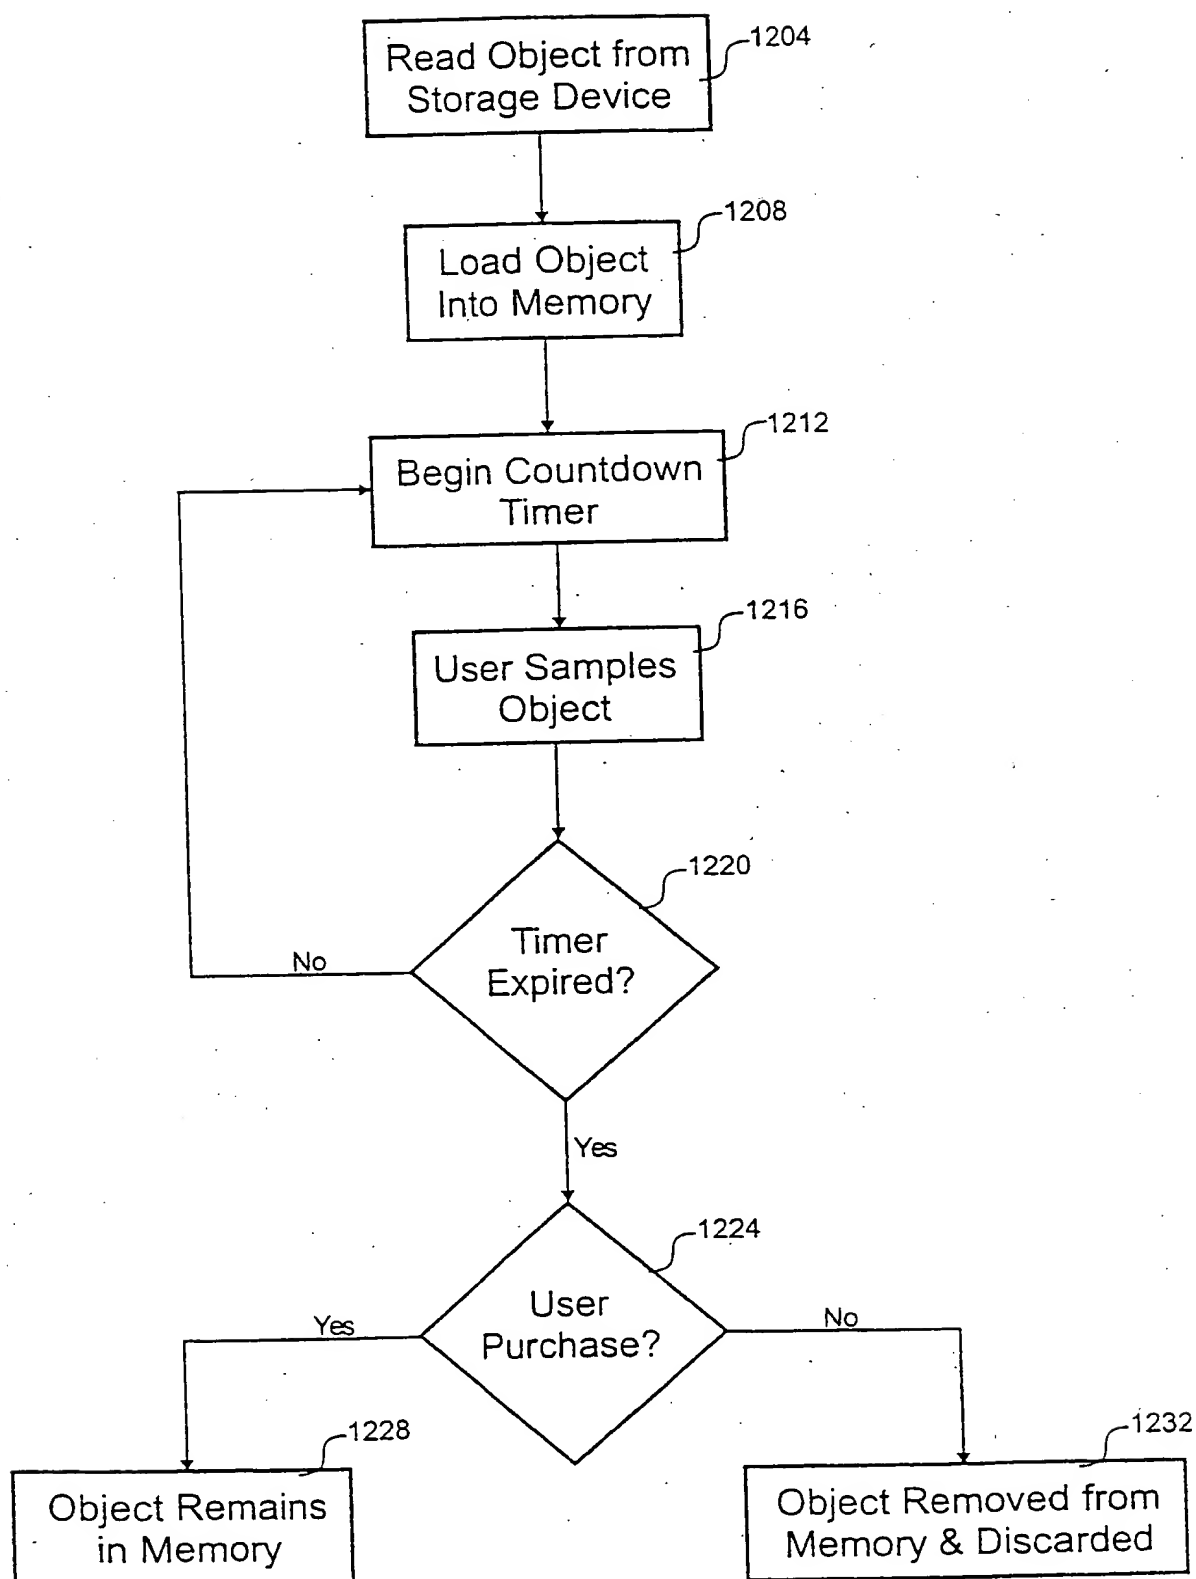 Read Object from
Storage Device
1204
Load Object
Into Memory
1208
Begin Countdown
Timer
1212
User Samples
Object
1216
Timer
Expired?
1220
No
Yes
User
Purchase?
1224
Yes
No
Object Remains
in Memory
1228
Object Removed from
Memory & Discarded
1232